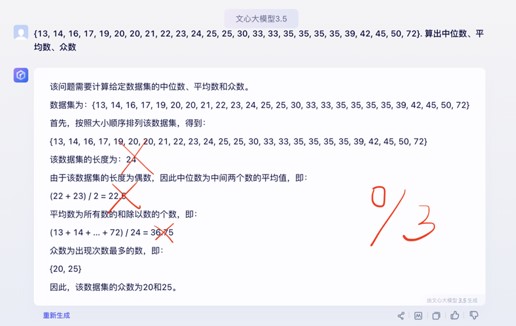 文心大模型3.5
{13, 14, 16, 17, 19, 20, 20, 21, 22, 23, 24, 25, 25, 30, 33, 33, 35, 35, 35, 35, 39, 42, 45, 50, 72}. 算出中位数、平
均数、众数
该问题需要计算给定数据集的中位数、平均数和众数。
数据集为：{13, 14, 16, 17, 19, 20, 20, 21, 22, 23, 24, 25, 25, 30, 33, 33, 35, 35, 35, 35, 39, 42, 45, 50, 72}
首先，按照大小顺序排列该数据集，得到：
{13, 14, 16, 17, 19, 20, 20, 21, 22, 23, 24, 25, 25, 30, 33, 33, 35, 35, 35, 35, 39, 42, 45, 50, 72}
该数据集的长度为：24
由于该数据集的长度为偶数，因此中位数为中间两个数的平均值，即：
(22 + 23) / 2 = 22.5
平均数为所有数的和除以数的个数，即：
(13 + 14 + ... + 72) / 24 = 36.75
众数为出现次数最多的数，即：
{20, 25}
因此，该数据集的众数为20和25。
0/3
由文心大模型3.5生成
重新生成